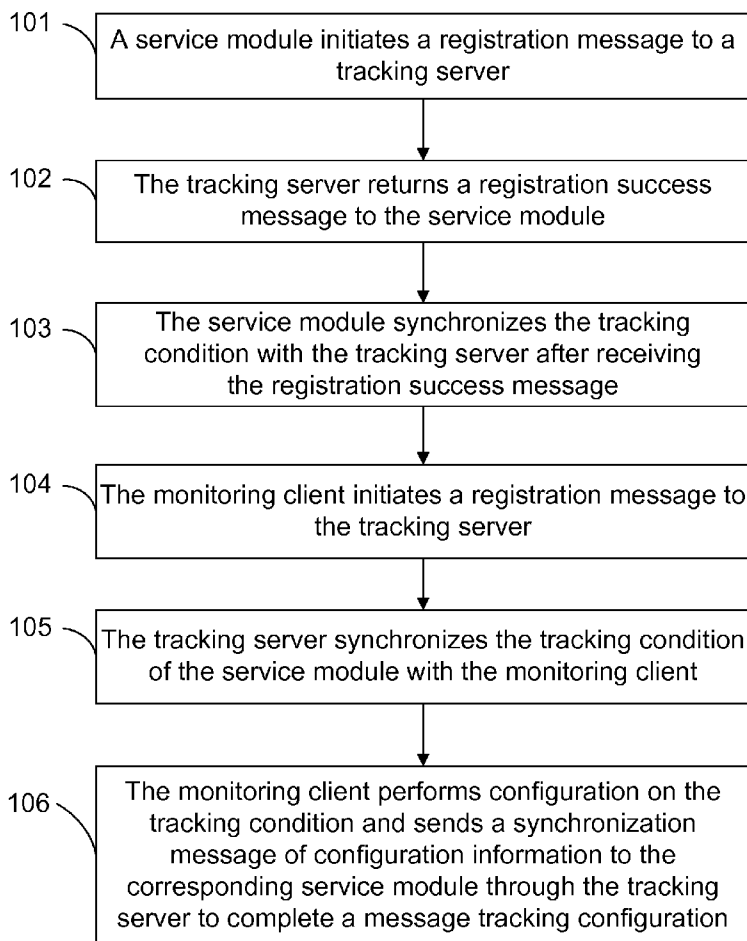 101
A service module initiates a registration message to a
tracking server
102
The tracking server returns a registration success
message to the service module
103
The service module synchronizes the tracking
condition with the tracking server after receiving
the registration success message
104
The monitoring client initiates a registration message to
the tracking server
105
The tracking server synchronizes the tracking condition
of the service module with the monitoring client
106
The monitoring client performs configuration on the
tracking condition and sends a synchronization
message of configuration information to the
corresponding service module through the tracking
server to complete a message tracking configuration